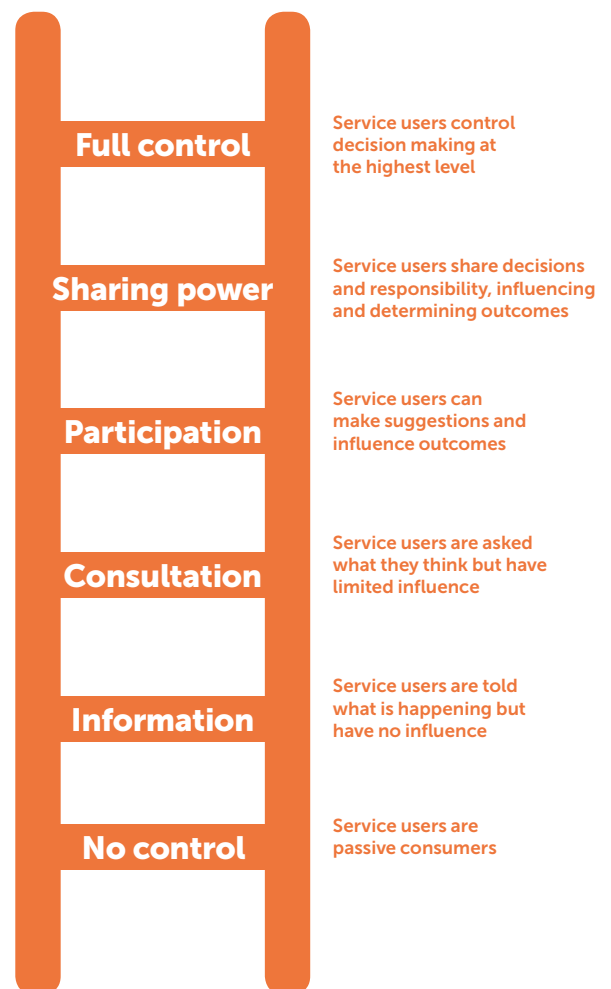 Full control
Service users control
decision making at
the highest level
Sharing power
Service users share decisions
and responsibility, influencing
and determining outcomes
Participation
Service users can
make suggestions and
influence outcomes
Consultation
Service users are asked
what they think but have
limited influence
Information
Service users are told
what is happening but
have no influence
No control
Service users are
passive consumers